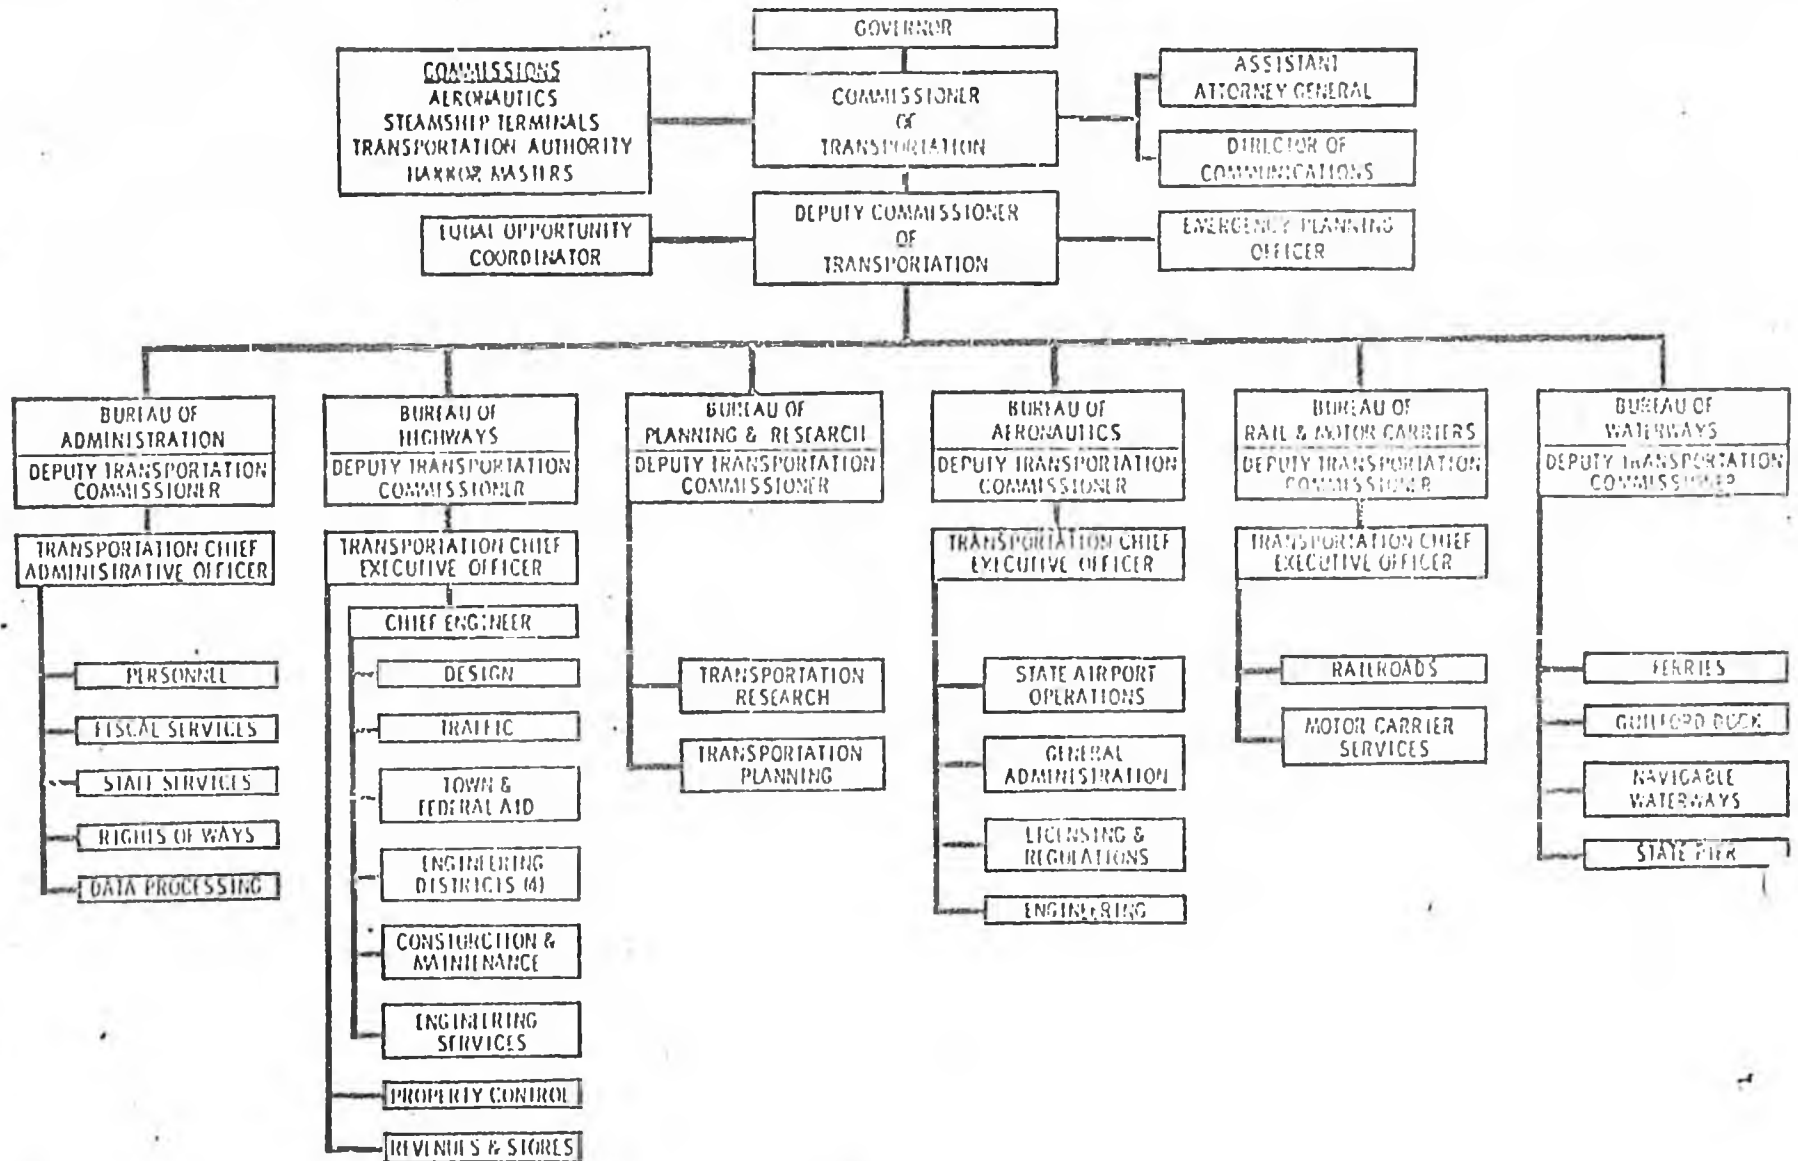 GOVERNOR
COMMISSIONS
AERONAUTICS
STEAMSHIP TERMINALS
TRANSPORTATION AUTHORITY
HARKOR MASTERS
COMMISSIONER
OF
TRANSPORTATION
ASSISTANT
ATTORNEY GENERAL
DIRECTOR OF
COMMUNICATIONS
EQUAL OPPORTUNITY
COORDINATOR
DEPUTY COMMISSIONER
OF
TRANSPORTATION
EMERGENCY PLANNING
OFFICER
BUREAU OF
ADMINISTRATION
DEPUTY TRANSPORTATION
COMMISSIONER
TRANSPORTATION CHIEF
ADMINISTRATIVE OFFICER
PERSONNEL
FISCAL SERVICES
STAFF SERVICES
RIGHTS OF WAYS
DATA PROCESSING
BUREAU OF
HIGHWAYS
DEPUTY TRANSPORTATION
COMMISSIONER
TRANSPORTATION CHIEF
EXECUTIVE OFFICER
CHIEF ENGINEER
DESIGN
TRAFFIC
TOWN &
FEDERAL AID
ENGINEERING
DISTRICTS (4)
CONSTURCTION &
MAINTENANCE
ENGINEERING
SERVICES
PROPERTY CONTROL
REVENUES & STORES
BUREAU OF
PLANNING & RESEARCH
DEPUTY TRANSPORTATION
COMMISSIONER
TRANSPORTATION
RESEARCH
TRANSPORTATION
PLANNING
BUREAU OF
AERONAUTICS
DEPUTY TRANSPORTATION
COMMISSIONER
TRANSPORTATION CHIEF
EXECUTIVE OFFICER
STATE AIRPORT
OPERATIONS
GENERAL
ADMINISTRATION
LICENSING &
REGULATIONS
ENGINEERING
BUREAU OF
RAIL & MOTOR CARRIERS
DEPUTY TRANSPORTATION
COMMISSIONER
TRANSPORTATION CHIEF
EXECUTIVE OFFICER
RAILROADS
MOTOR CARRIER
SERVICES
BUREAU OF
WATERWAYS
DEPUTY TRANSPORTATION
COMMISSIONER
FERRIES
GUILFORD DOCK
NAVIGABLE
WATERWAYS
STATE PIER